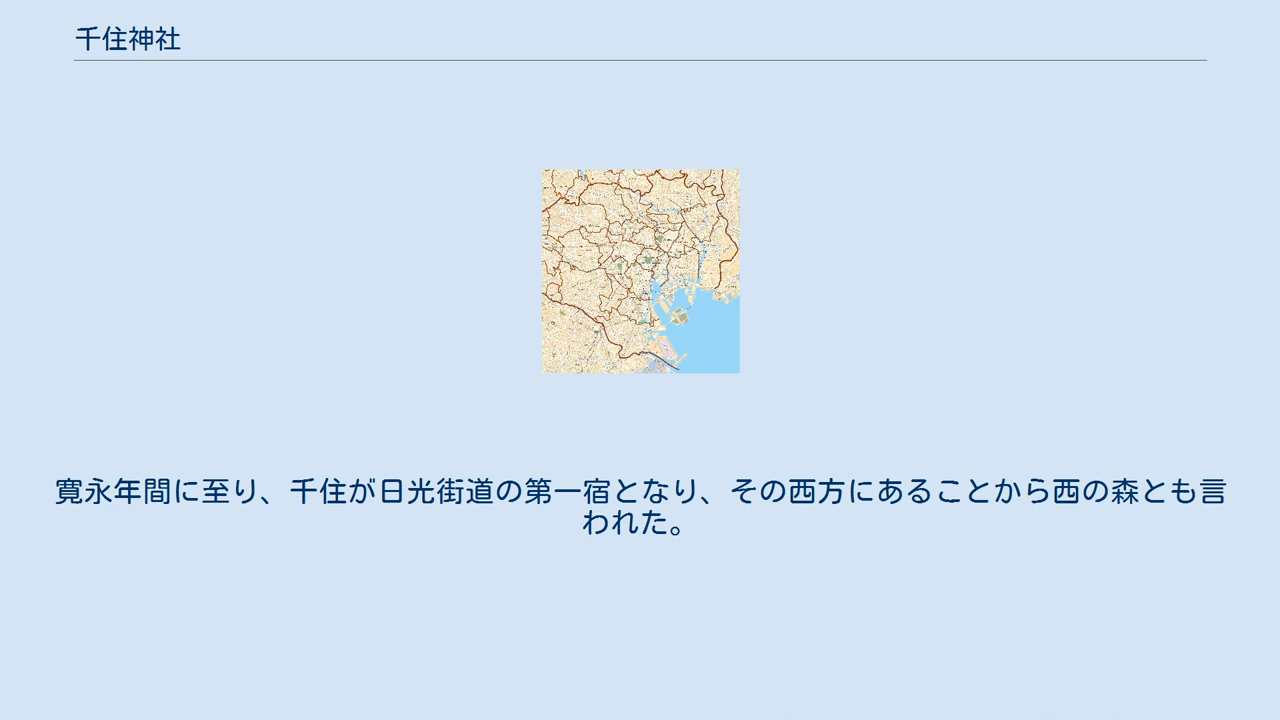 千住神社
寛永年間に至り、千住が日光街道の第一宿となり、その西方にあることから西の森とも言
われた。